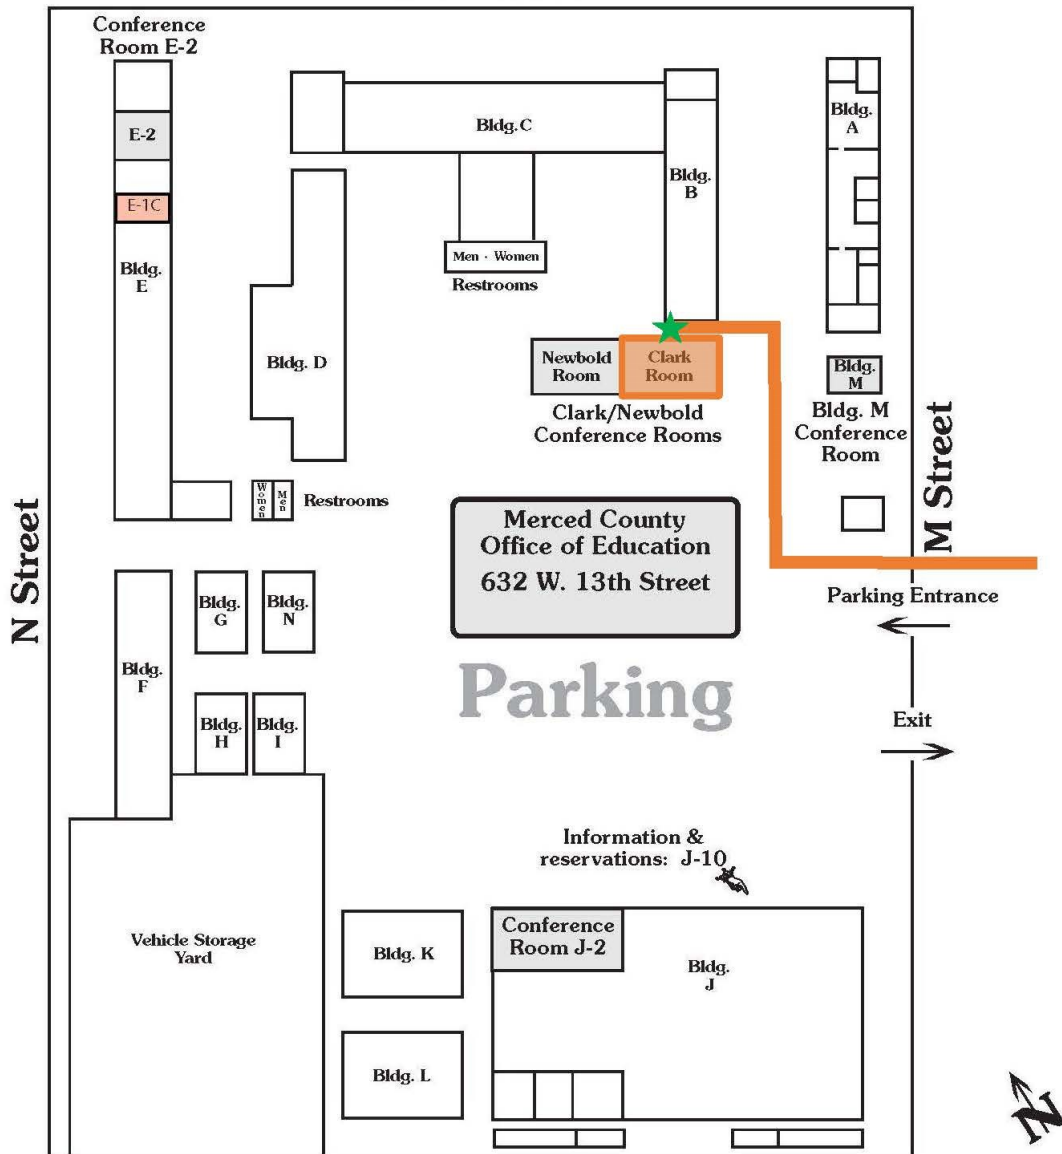 Conference
Room E-2
E-2
E-1C
Bldg.
E
Bldg. C
Bldg.
B
Bldg.
A
Men · Women
Restrooms
Bldg. D
Newbold
Room
Clark
Room
Clark/Newbold
Conference Rooms
Bldg.
M
Bldg. M
Conference
Room
Women
Men
Restrooms
N Street
M Street
Merced County
Office of Education
632 W. 13th Street
Parking Entrance
Parking
Exit
Bldg.
G
Bldg.
N
Bldg.
F
Bldg.
H
Bldg.
I
Information &
reservations: J-10
Vehicle Storage
Yard
Bldg. K
Conference
Room J-2
Bldg.
J
Bldg. L
N